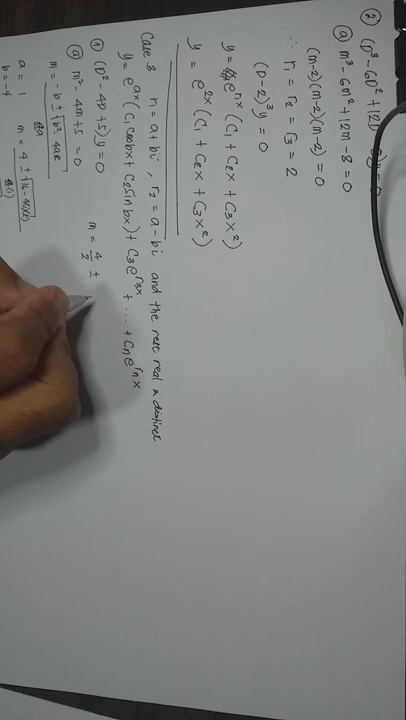 ② (D³ - 6D² + 12D
ⓐ m³ - 6m² + 12m - 8 = 0
(m-2)(m-2)(m-2) = 0
∴ r₁ = r₂ = r₃ = 2
(D-2)³y = 0
y = e^{r₁x} (C₁ + C₂x + C₃x²)
y = e^{2x} (C₁ + C₂x + C₃x²)
Case 3 r₁ = a + bi, r₂ = a - bi and the rest real & distinct
y = e^{ax} (C₁cosbx + C₂sinbx) + C₃e^{r₃x} + ... + Cₙe^{rₙx}
① (D² - 4D + 5)y = 0
ⓐ m² - 4m + 5 = 0
m = -b ± √b² - 4ac
2a
m = 4/2 ±
a = 1
m = 4 ± √16 - 4(1)(5)
2(1)
b = -4